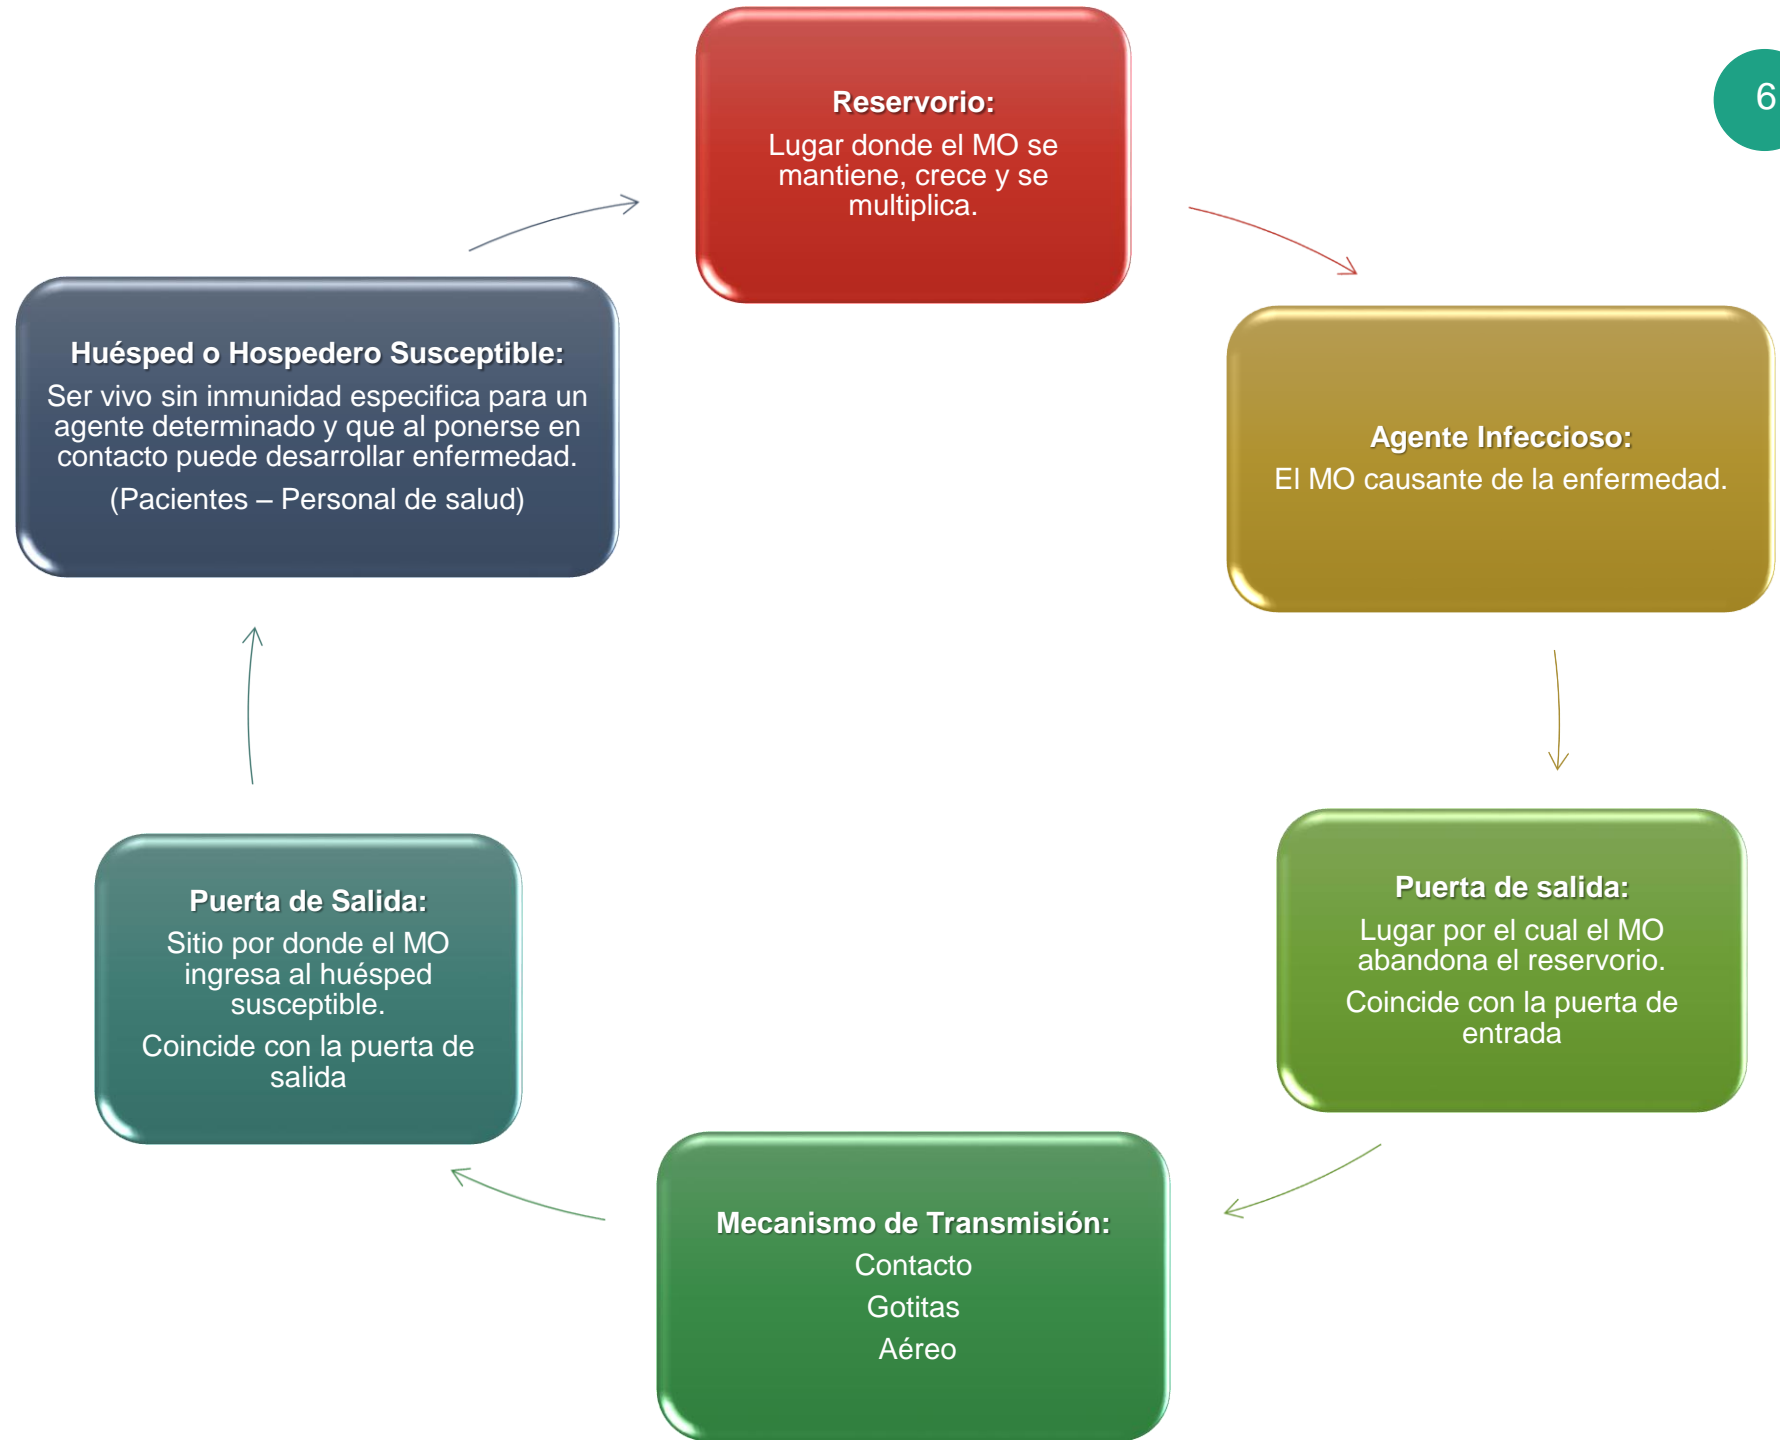 6
Reservorio:
Lugar donde el MO se
mantiene, crece y se
multiplica.
Agente Infeccioso:
El MO causante de la enfermedad.
Puerta de salida:
Lugar por el cual el MO
abandona el reservorio.
Coincide con la puerta de
entrada
Mecanismo de Transmisión:
Contacto
Gotitas
Aéreo
Puerta de Salida:
Sitio por donde el MO
ingresa al huésped
susceptible.
Coincide con la puerta de
salida
Huésped o Hospedero Susceptible:
Ser vivo sin inmunidad especifica para un
agente determinado y que al ponerse en
contacto puede desarrollar enfermedad.
(Pacientes – Personal de salud)